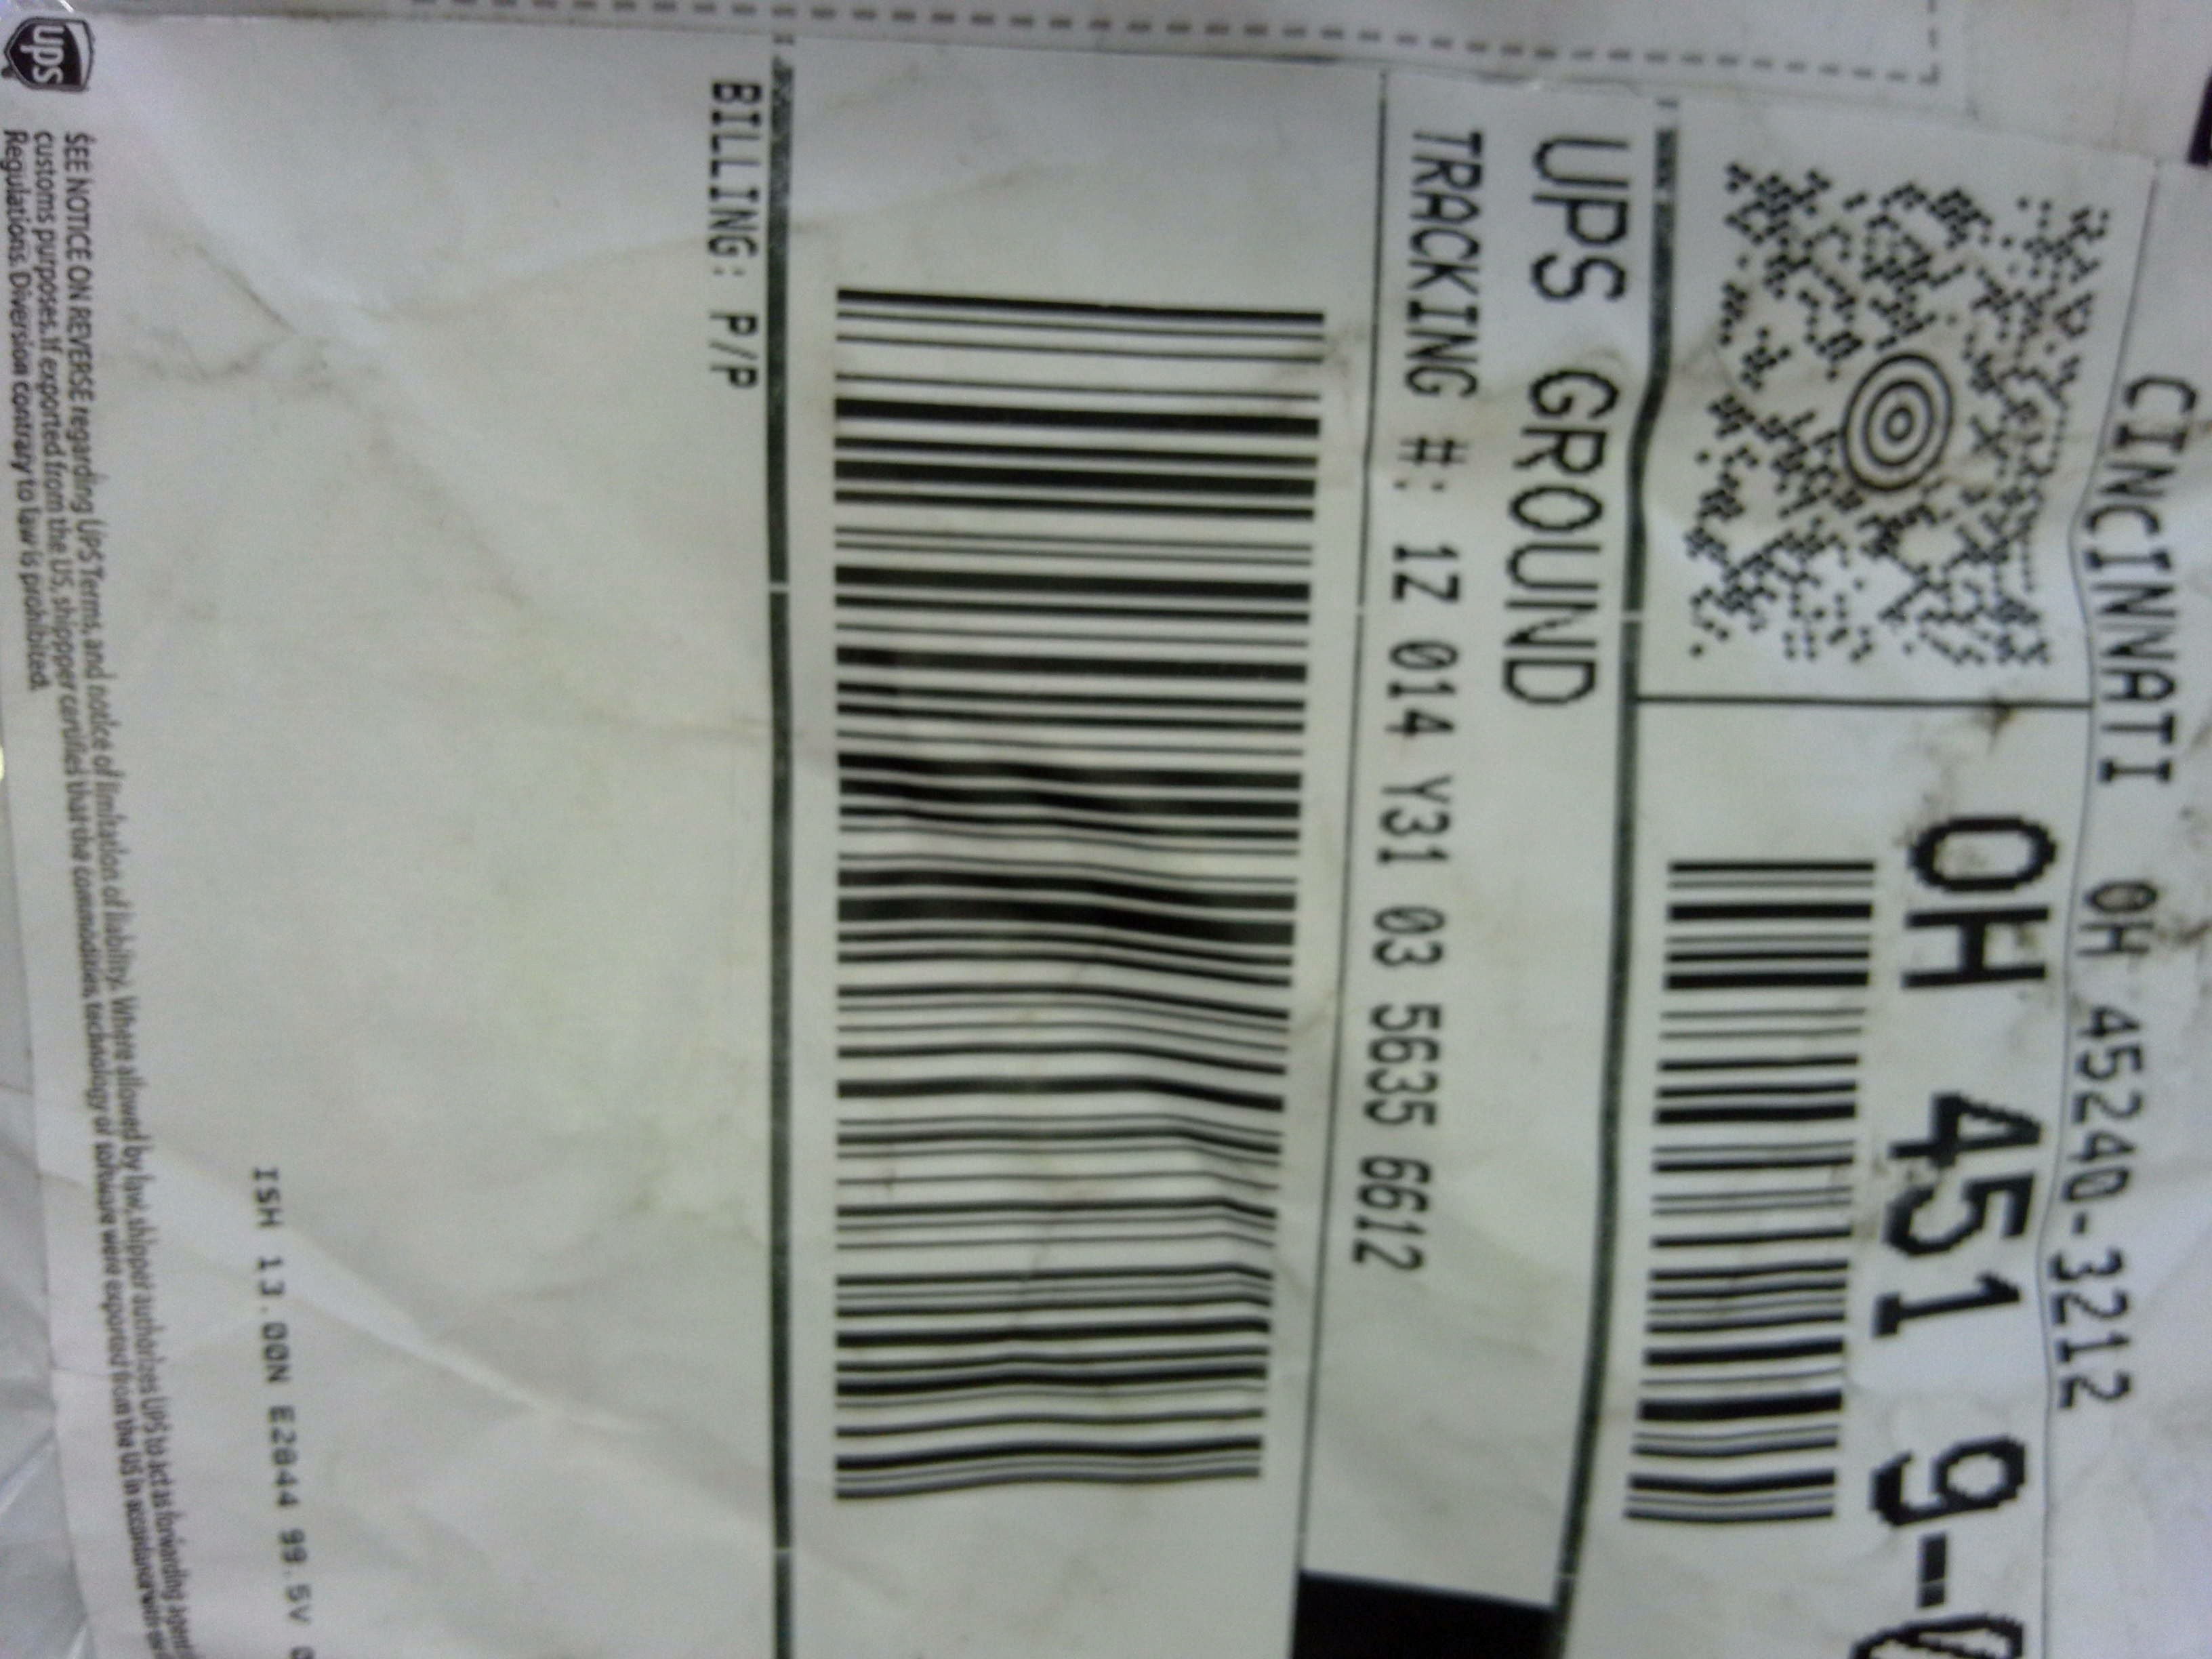 CINCINNATI OH 45240-3212
OH 451 9-0
UPS GROUND
TRACKING #: 1Z 014 Y31 03 5635 6612
BILLING: P/P
ISH 13.00N E2844 99.5V
ups
SEE NOTICE ON REVERSE regarding UPS Terms, and notice of limitation of liability. Where allowed by law, shipper authorizes UPS to act as forwarding agent
customs purposes. If exported from the US, shipper certifies that the commodities, technology or software were exported from the US in accordance with
Regulations. Diversion contrary to law is prohibited.